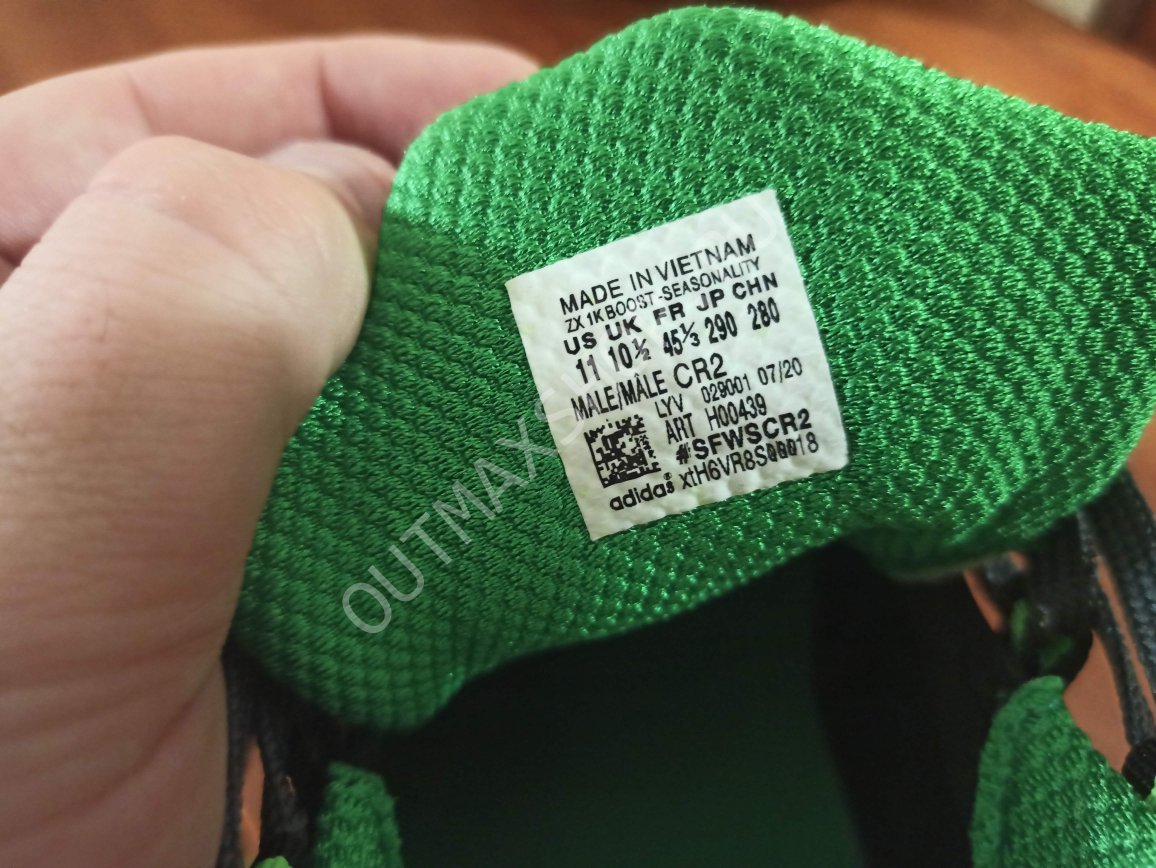 MADE IN VIETNAM
ZX 1K BOOST - SEASONALITY
US UK FR JP CHN
11 10½ 45⅓ 290 280
MALE/MÂLE CR2
LYV 029001 07/20
ART H00439
#SFWSCR2
adidas® xtH6VR8S00018